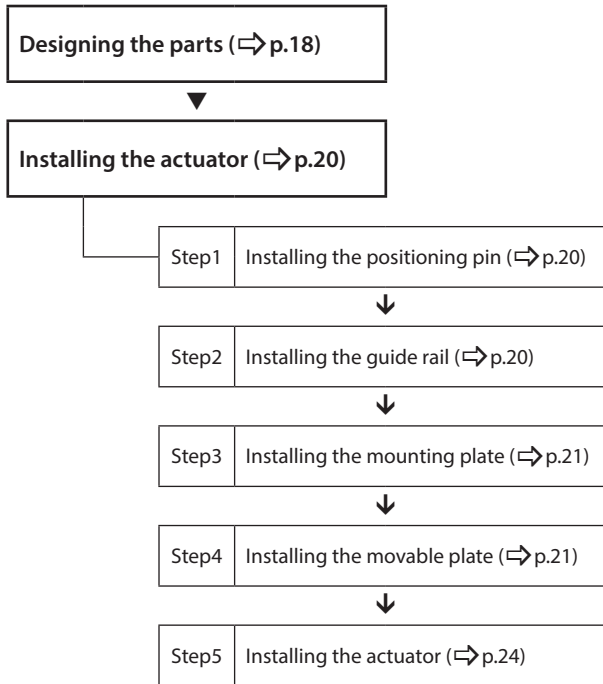 Designing the parts (⇨ p.18)
▼
Installing the actuator (⇨ p.20)
Step1 Installing the positioning pin (⇨ p.20)
Step2 Installing the guide rail (⇨ p.20)
Step3 Installing the mounting plate (⇨ p.21)
Step4 Installing the movable plate (⇨ p.21)
Step5 Installing the actuator (⇨ p.24)